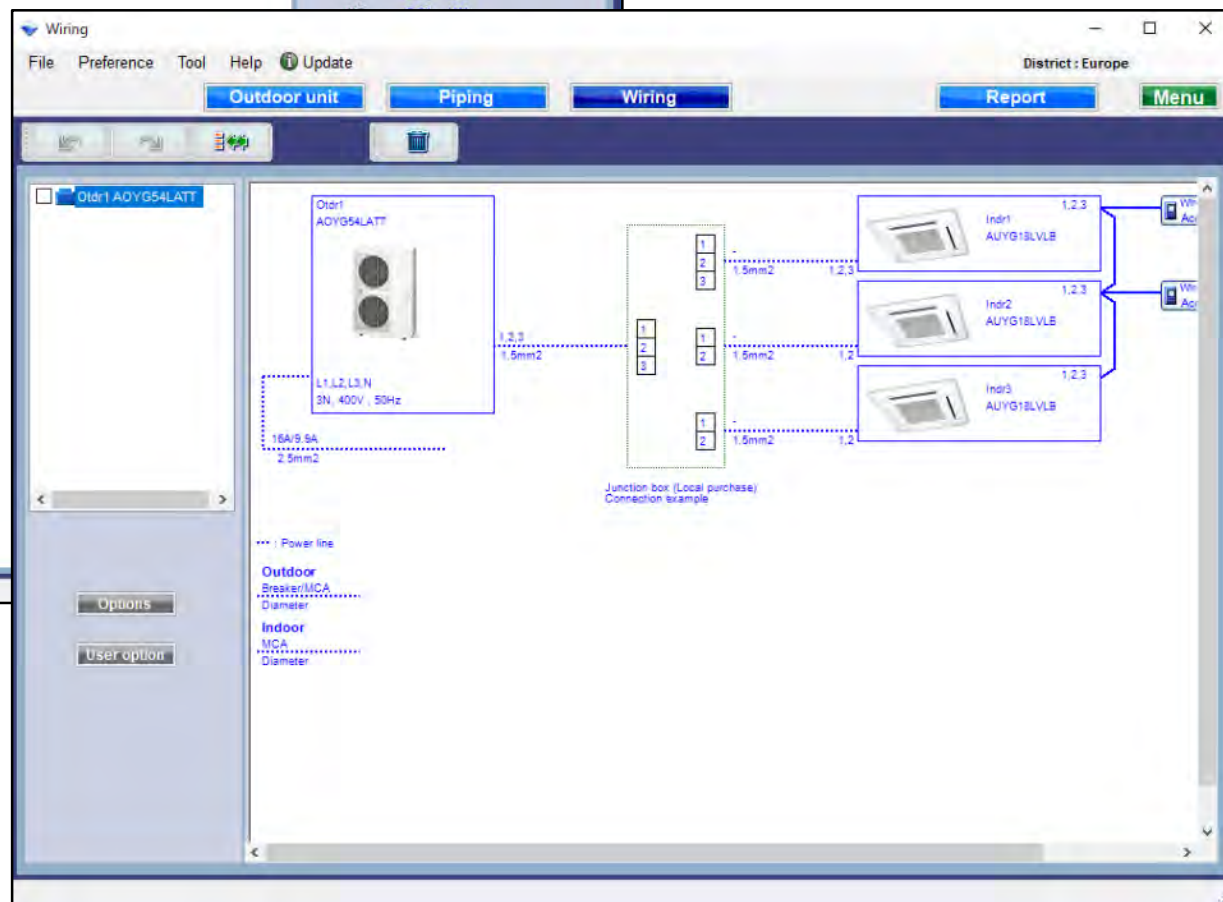 Wiring
File Preference Tool Help Update
District : Europe
Outdoor unit Piping Wiring Report Menu
Otdr1 AOYG54LATT
Otdr1
AOYG54LATT
L1,L2,L3,N
3N, 400V , 50Hz
16A/9.9A
2.5mm2
1,2,3
1.5mm2
1
2
3
1
2
3
1
2
1
2
-
1.5mm2 1,2,3
-
1.5mm2 1,2
-
1.5mm2 1,2
1,2,3
Indr1
AUYG18LVLB
1,2,3
Indr2
AUYG18LVLB
1,2,3
Indr3
AUYG18LVLB
Junction box (Local purchase)
Connection example
: Power line
Outdoor
Breaker/MCA
Diameter
Indoor
MCA
Diameter
Options
User option